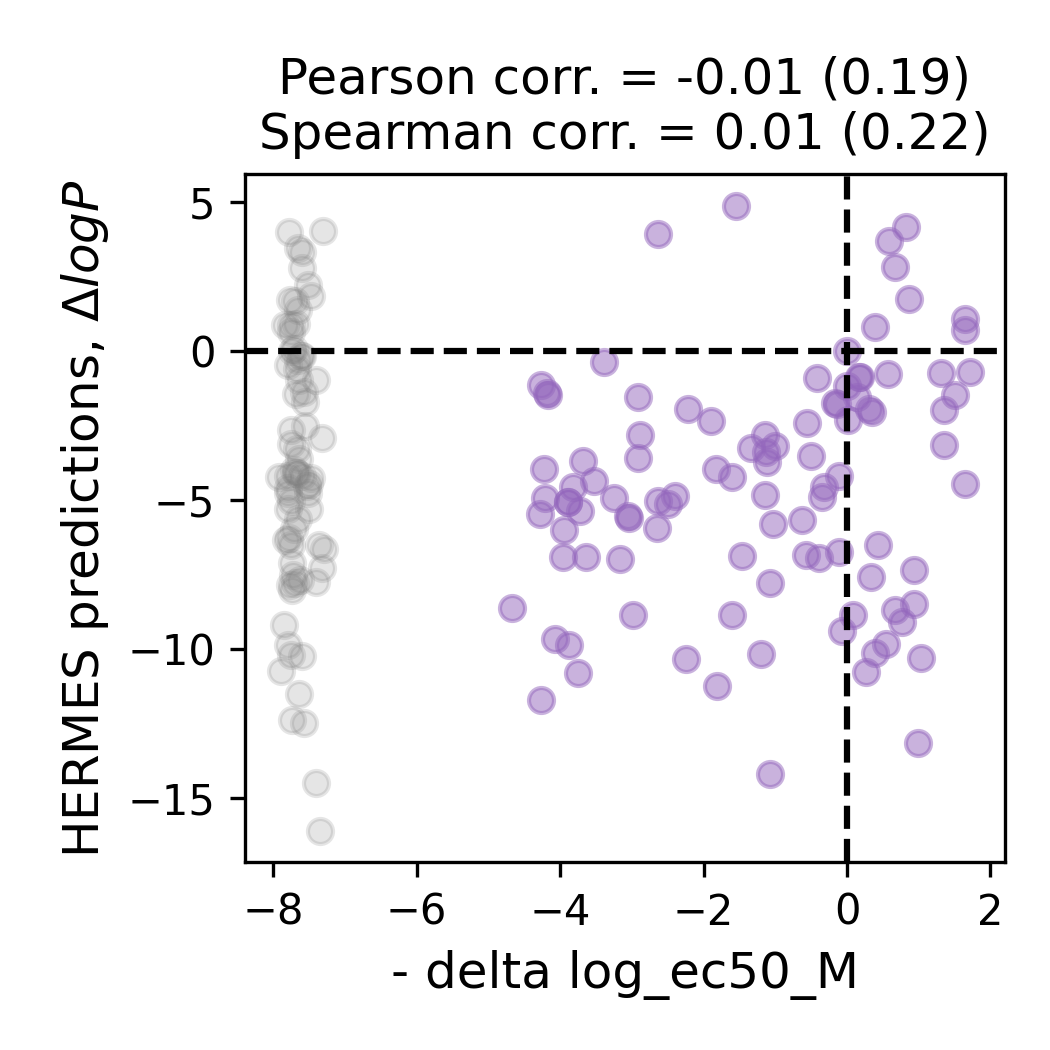 Pearson corr. = -0.01 (0.19)
Spearman corr. = 0.01 (0.22)
HERMES predictions, ΔlogP
5
0
−5
−10
−15
−8
−6
−4
−2
0
2
- delta log_ec50_M